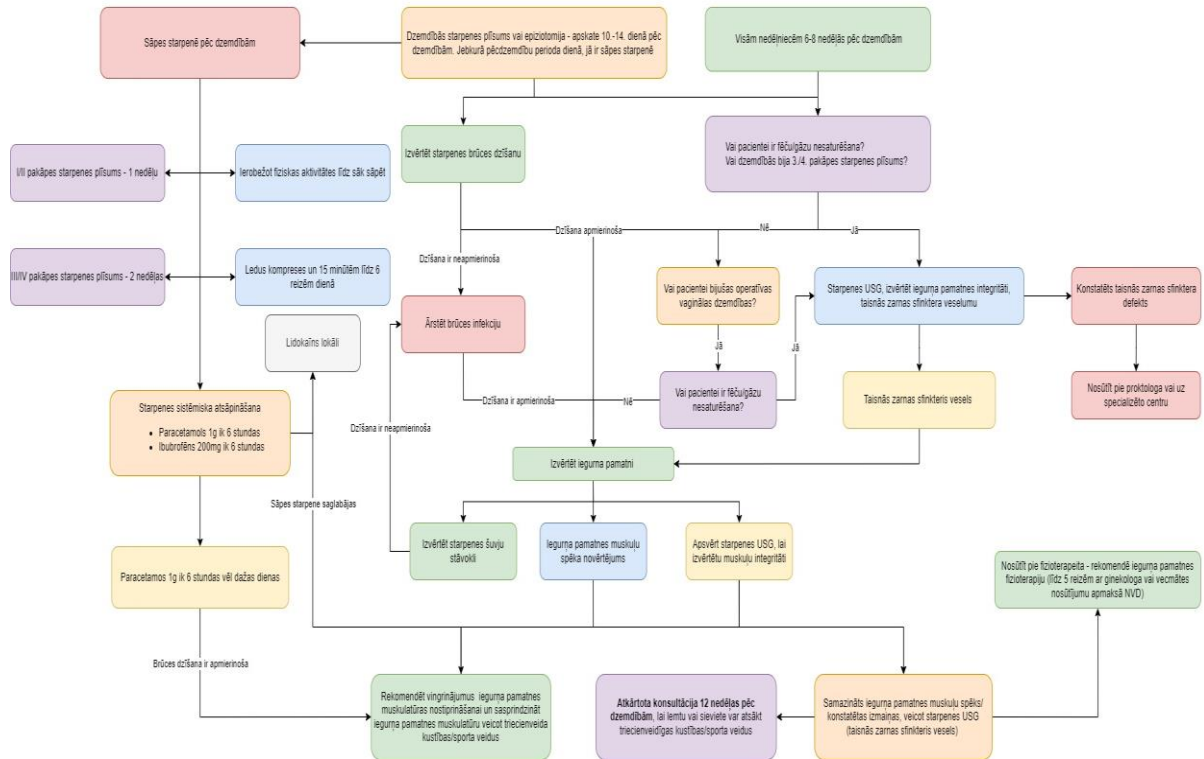 Sāpes starpenē pēc dzemdībām
Dzemdībās starpenes plīsums vai epiziotomija - apskate 10.-14. dienā pēc
dzemdībām. Jebkurā pēcdzemdību perioda dienā, jā ir sāpes starpenē
Visām nedēļniecēm 6-8 nedēļās pēc dzemdībām
Izvērtēt starpenes brūces dzīšanu
Vai pacientei ir fēču/gāzu nesaturēšana?
Vai dzemdībās bija 3./4. pakāpes starpenes plīsums?
I/II pakāpes starpenes plīsums - 1 nedēļu
Ierobežot fiziskas aktivitātes līdz sāk sāpēt
Dzīšana apmierinoša
Nē
Jā
Dzīšana ir neapmierinoša
III/IV pakāpes starpenes plīsums - 2 nedēļas
Ledus kompreses un 15 minūtēm līdz 6
reizēm dienā
Vai pacientei bijušas operatīvas
vaginālas dzemdības?
Starpenes USG, izvērtēt iegurņa pamatnes integritāti,
taisnās zarnas sfinktera veselumu
Konstatēts taisnās zarnas sfinktera
defekts
Ārstēt brūces infekciju
Lidokaīns lokāli
Jā
Jā
Starpenes sistēmiska atsāpināšana
• Paracetamols 1g ik 6 stundas
• Ibubrofēns 200mg ik 6 stundas
Dzīšana ir apmierinoša
Nē
Vai pacientei ir fēču/gāzu
nesaturēšana?
Taisnās zarnas sfinkteris vesels
Nosūtīt pie proktologa vai uz
specializēto centru
Dzīšana ir neapmierinoša
Izvērtēt iegurņa pamatni
Sāpes starpene saglabājas
Izvērtēt starpenes šuvju
stāvokli
Iegurņa pamatnes muskuļu
spēka novērtējums
Apsvērt starpenes USG, lai
izvērtētu muskuļu integritāti
Paracetamos 1g ik 6 stundas vēl dažas dienas
Nosūtīt pie fizioterapeita - rekomendē iegurņa pamatnes
fizioterapiju (līdz 5 reizēm ar ginekologa vai vecmātes
nosūtījumu apmaksā NVD)
Brūces dzīšana ir apmierinoša
Rekomendēt vingrinājumus iegurņa pamatnes
muskulatūras nostiprināšanai un sasprindzināt
iegurņa pamatnes muskulatūru veicot triecienveida
kustības/sporta veidus
Atkārtota konsultācija 12 nedēļas pēc
dzemdībām, lai lemtu vai sieviete var atsākt
triecienveidīgas kustības/sporta veidus
Samazināts iegurņa pamatnes muskuļu spēks/
konstatētas izmaiņas, veicot starpenes USG
(taisnās zarnas sfinkteris vesels)